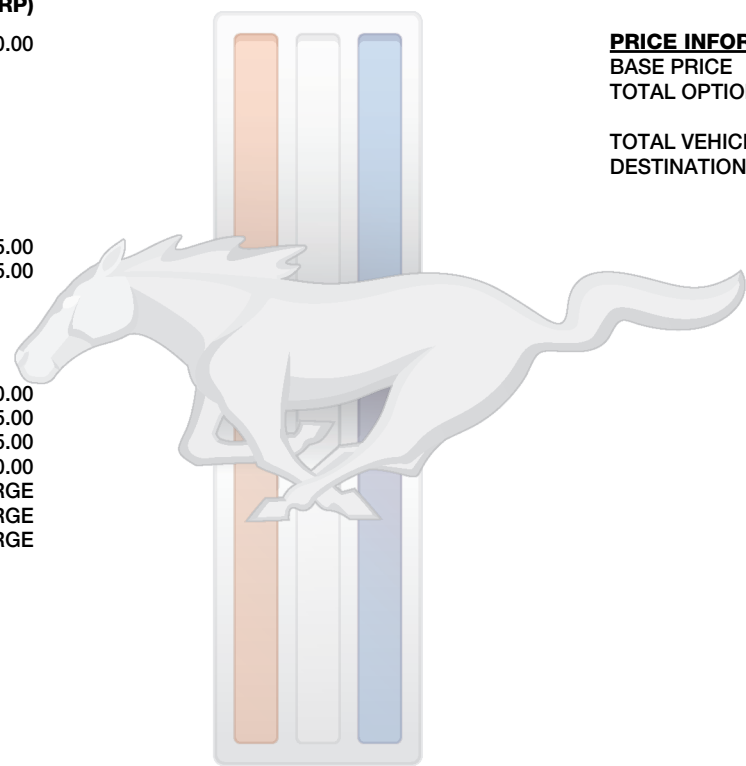 RP)
0.00
5.00
5.00
0.00
5.00
5.00
0.00
RGE
RGE
RGE
PRICE INFOR
BASE PRICE
TOTAL OPTIO
TOTAL VEHICL
DESTINATION